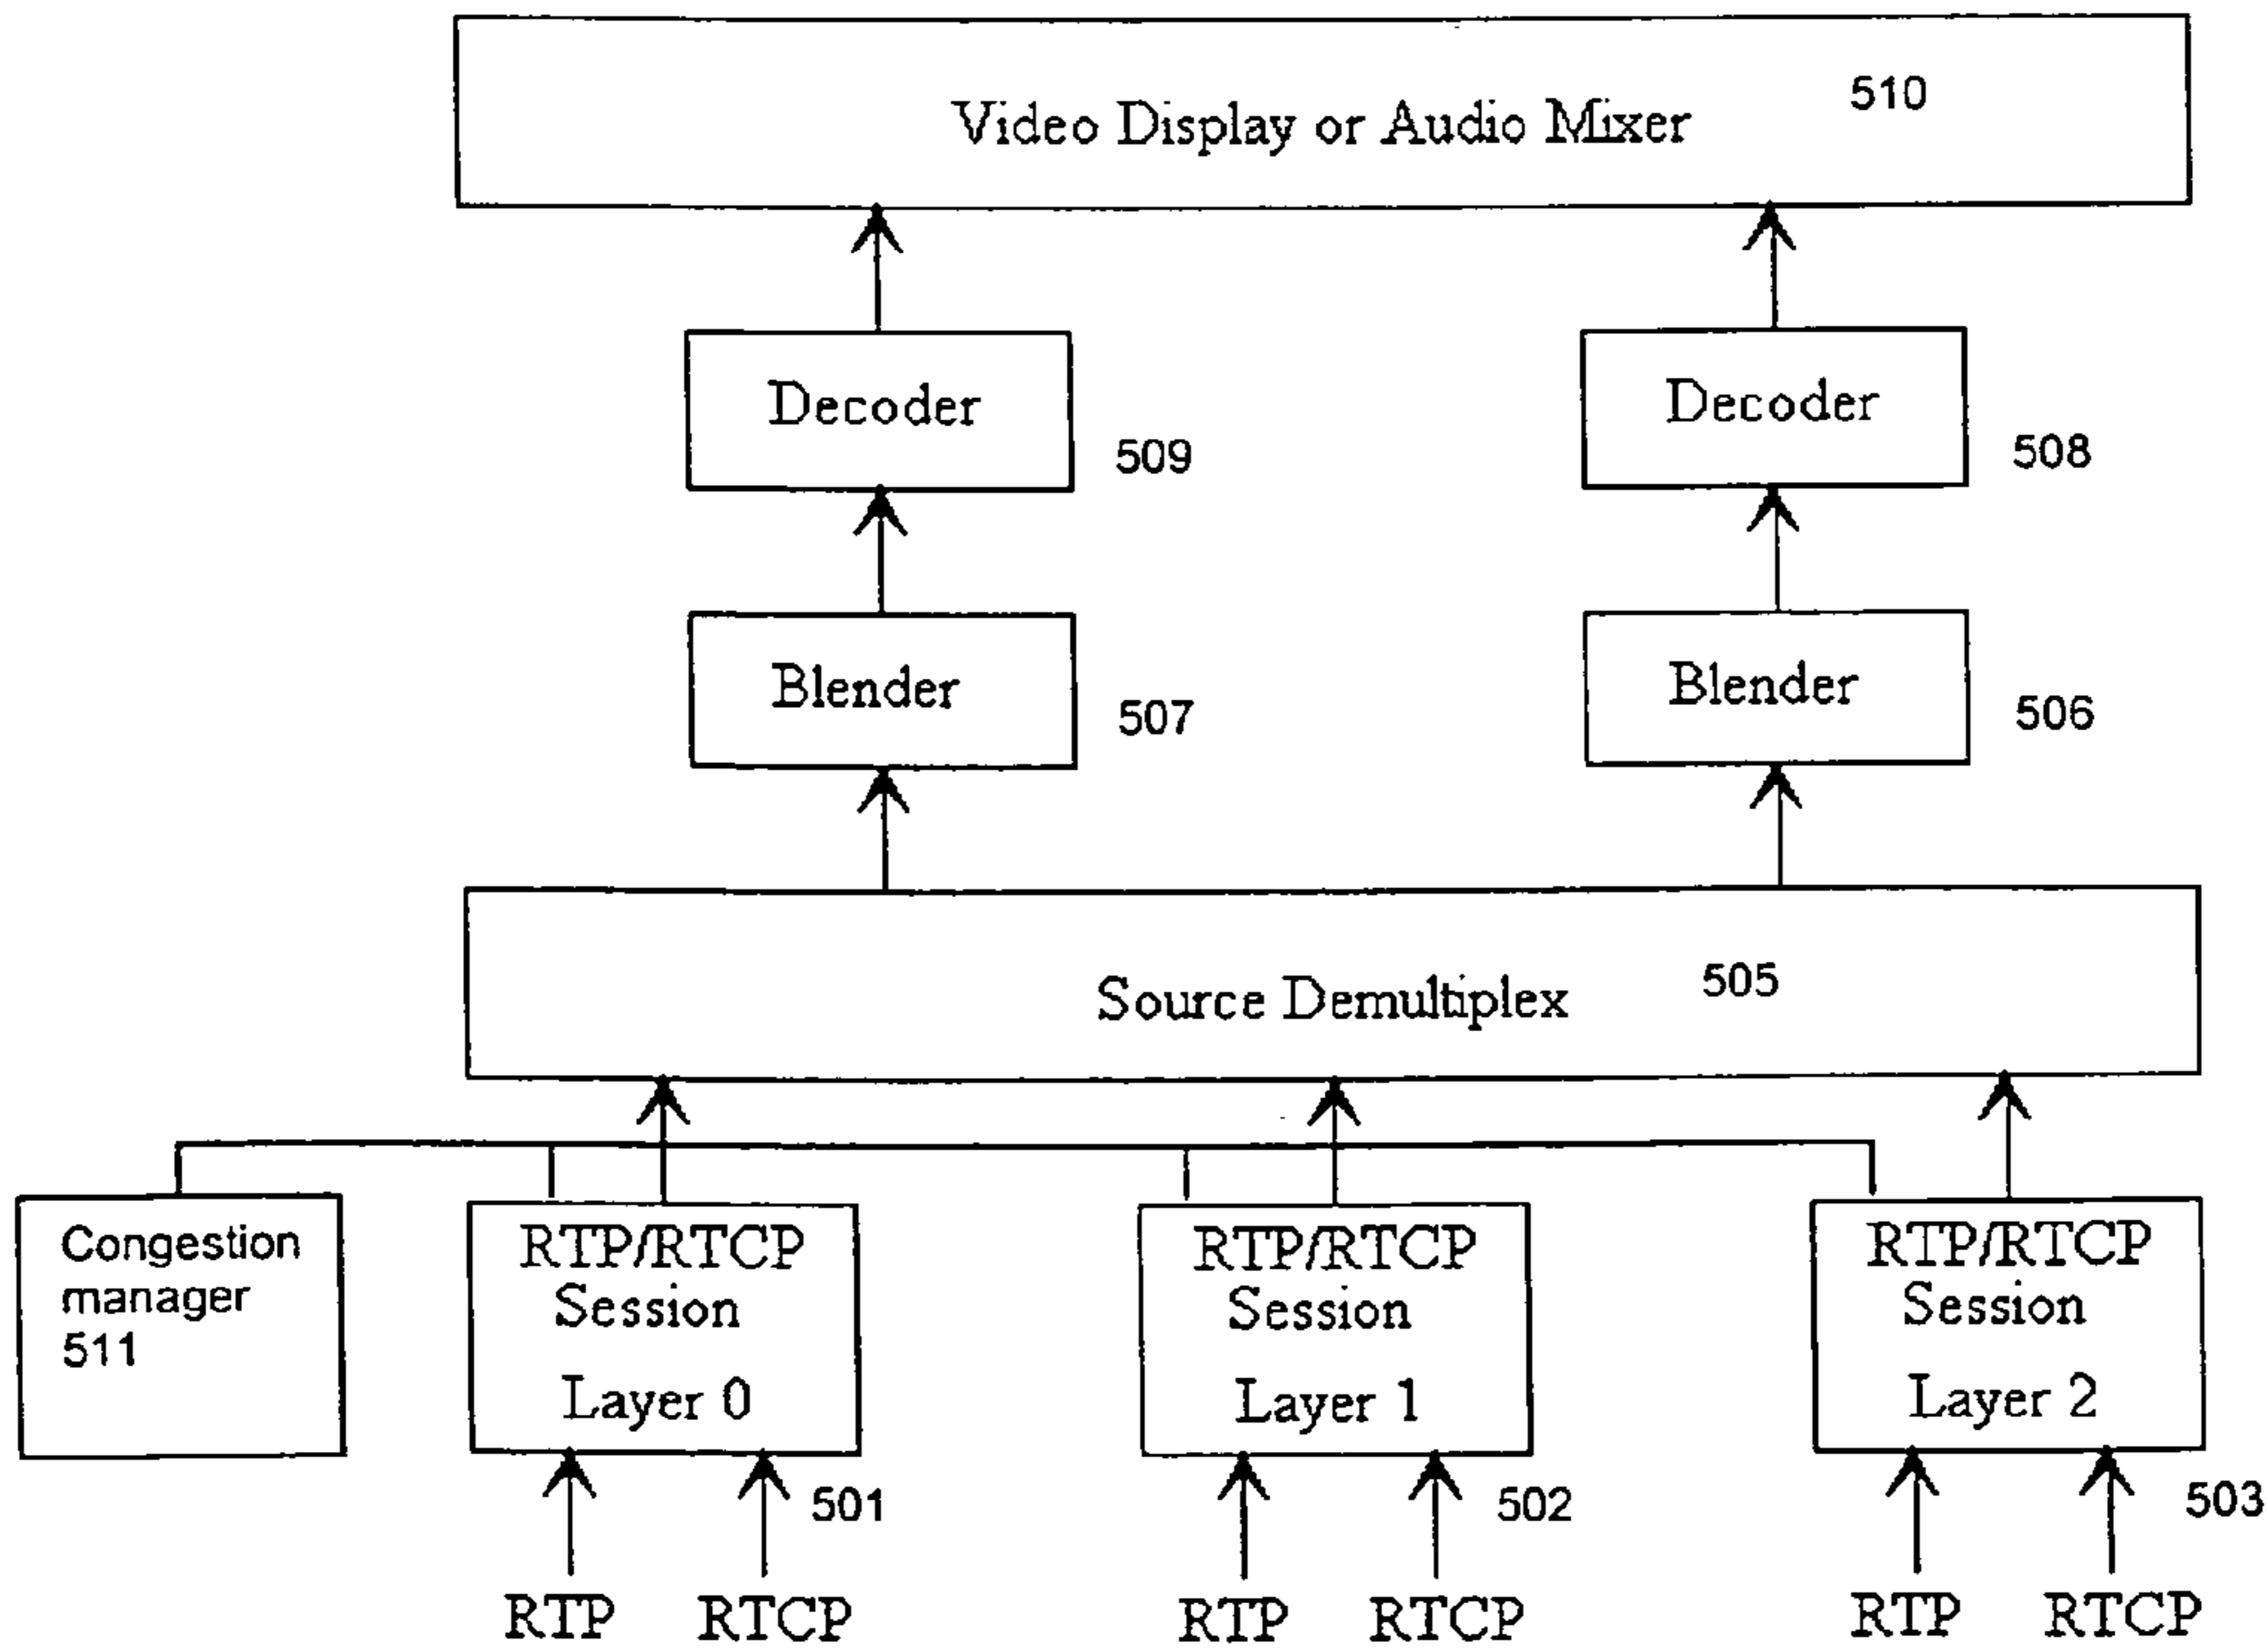 510
Video Display or Audio Mixer
Decoder
509
Decoder
508
Blender
507
Blender
506
Source Demultiplex
505
Congestion
manager
511
RTP/RTCP
Session
Layer 0
RTP/RTCP
Session
Layer 1
RTP/RTCP
Session
Layer 2
501
502
503
RTP
RTCP
RTP
RTCP
RTP
RTCP